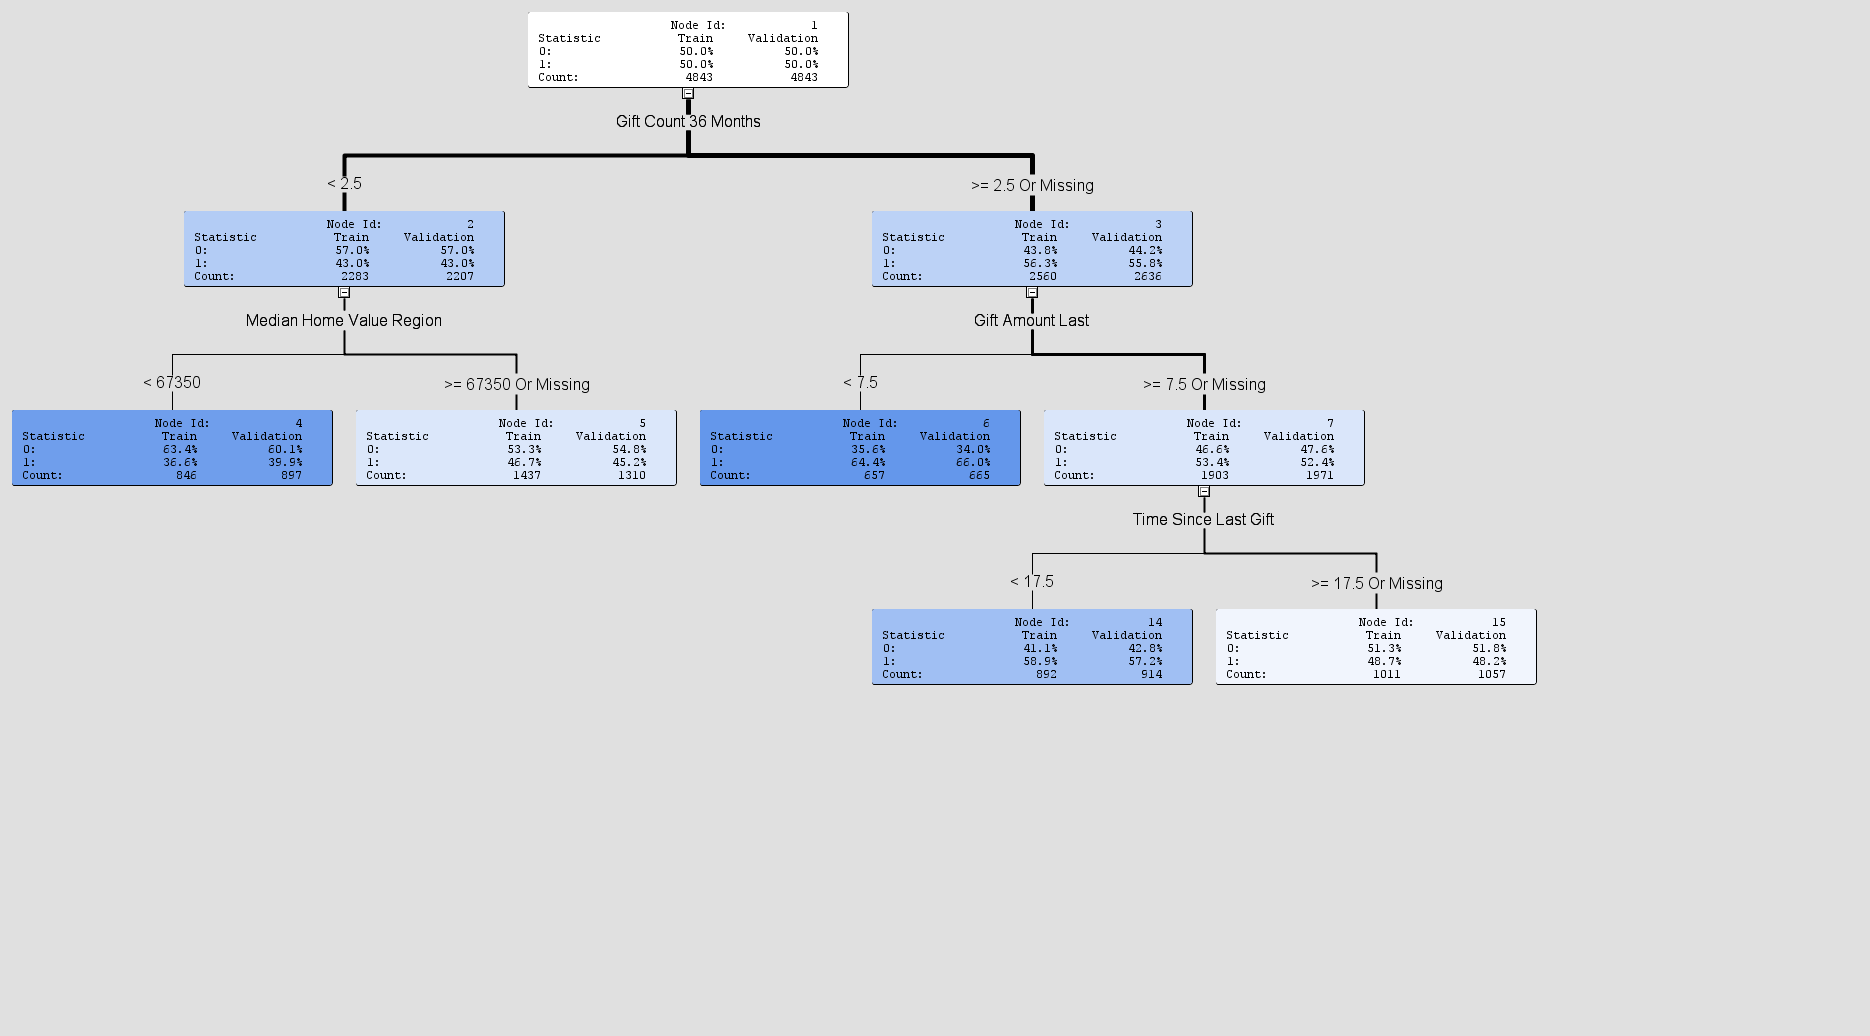 Node Id: 1
Statistic Train Validation
0: 50.0% 50.0%
1: 50.0% 50.0%
Count: 4843 4843
Gift Count 36 Months
< 2.5
>= 2.5 Or Missing
Node Id: 2
Statistic Train Validation
0: 57.0% 57.0%
1: 43.0% 43.0%
Count: 2283 2207
Node Id: 3
Statistic Train Validation
0: 43.8% 44.2%
1: 56.3% 55.8%
Count: 2560 2636
Median Home Value Region
Gift Amount Last
< 67350
>= 67350 Or Missing
< 7.5
>= 7.5 Or Missing
Node Id: 4
Statistic Train Validation
0: 63.4% 60.1%
1: 36.6% 39.9%
Count: 846 897
Node Id: 5
Statistic Train Validation
0: 53.3% 54.8%
1: 46.7% 45.2%
Count: 1437 1310
Node Id: 6
Statistic Train Validation
0: 35.6% 34.0%
1: 64.4% 66.0%
Count: 657 665
Node Id: 7
Statistic Train Validation
0: 46.6% 47.6%
1: 53.4% 52.4%
Count: 1903 1971
Time Since Last Gift
< 17.5
>= 17.5 Or Missing
Node Id: 14
Statistic Train Validation
0: 41.1% 42.8%
1: 58.9% 57.2%
Count: 892 914
Node Id: 15
Statistic Train Validation
0: 51.3% 51.8%
1: 48.7% 48.2%
Count: 1011 1057